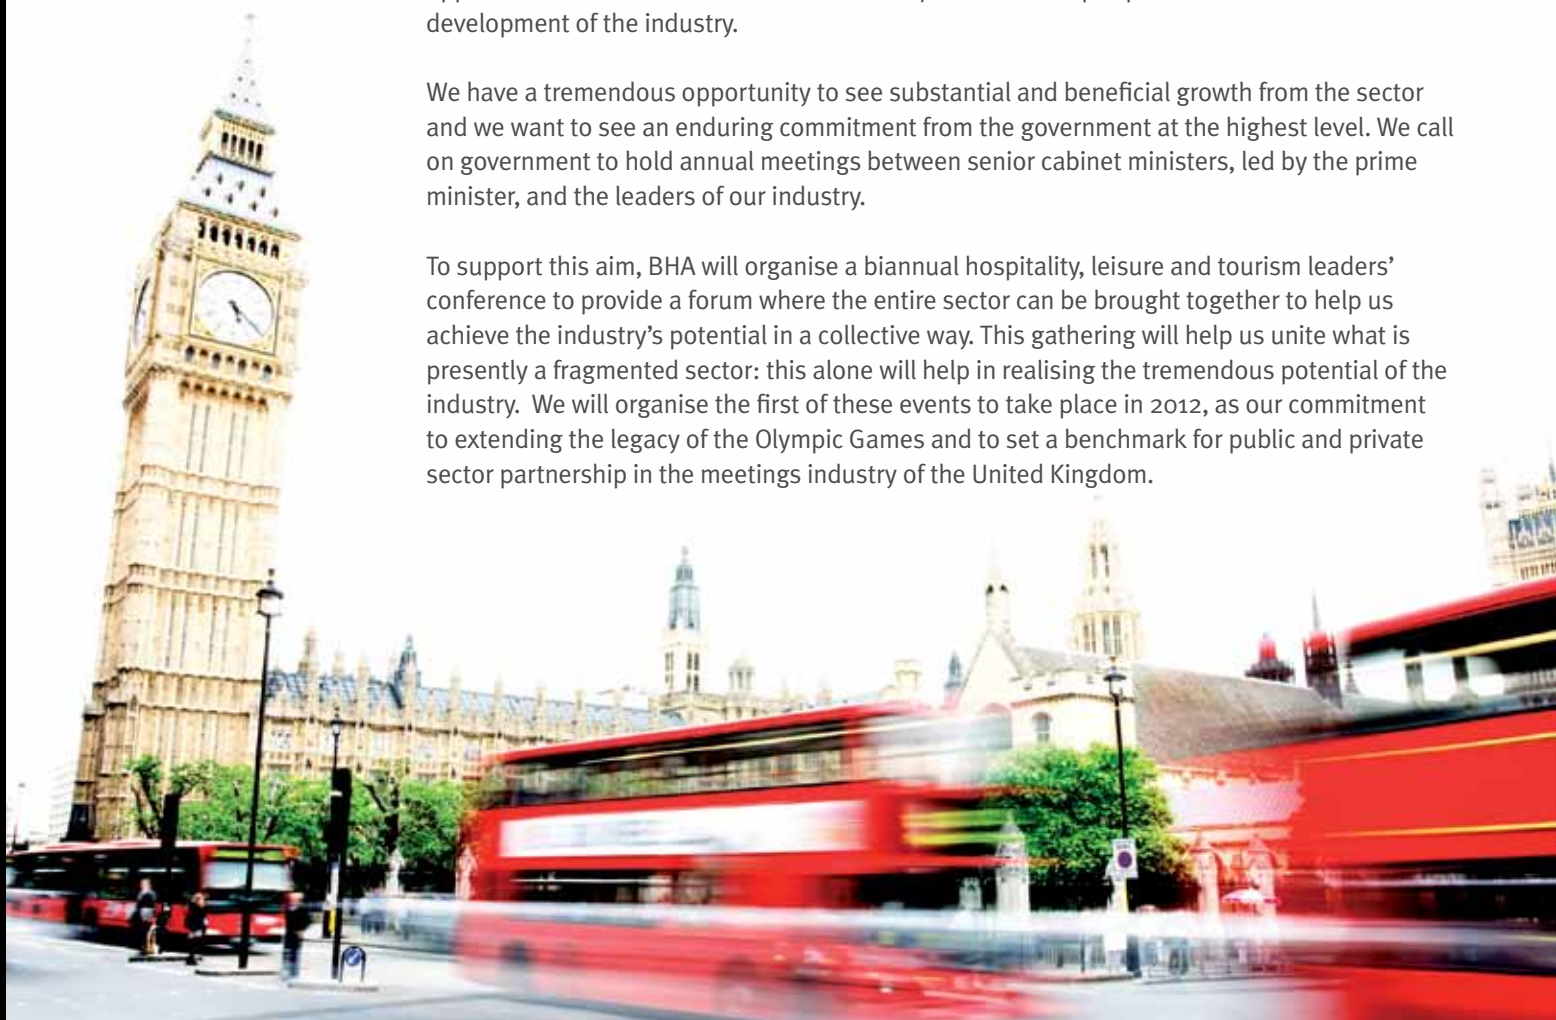 development of the industry.
We have a tremendous opportunity to see substantial and beneficial growth from the sector
and we want to see an enduring commitment from the government at the highest level. We call
on government to hold annual meetings between senior cabinet ministers, led by the prime
minister, and the leaders of our industry.
To support this aim, BHA will organise a biannual hospitality, leisure and tourism leaders’
conference to provide a forum where the entire sector can be brought together to help us
achieve the industry’s potential in a collective way. This gathering will help us unite what is
presently a fragmented sector: this alone will help in realising the tremendous potential of the
industry.  We will organise the first of these events to take place in 2012, as our commitment
to extending the legacy of the Olympic Games and to set a benchmark for public and private
sector partnership in the meetings industry of the United Kingdom.